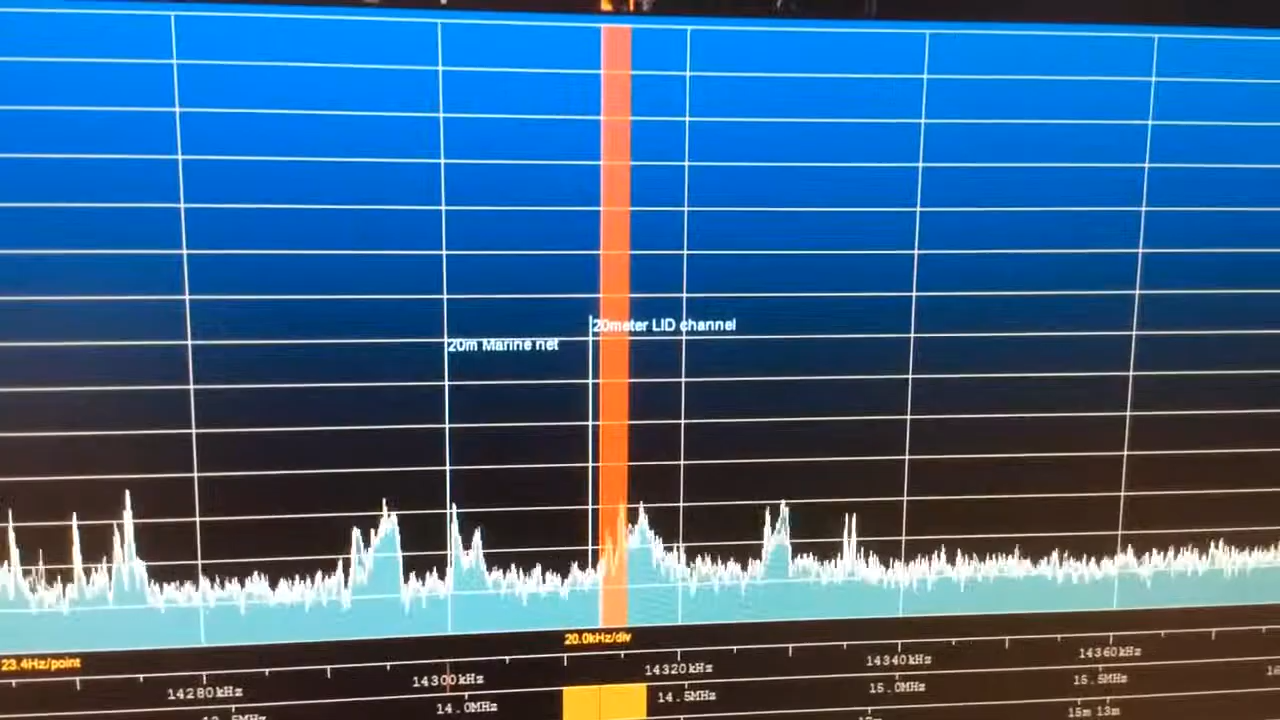 20meter LID channel
20m Marine net
20.0kHz/div
23.4Hz/point
14280kHz
14300kHz
14320kHz
14340kHz
14360kHz
14.0MHz
14.5MHz
15.0MHz
15.5MHz
15m 13m